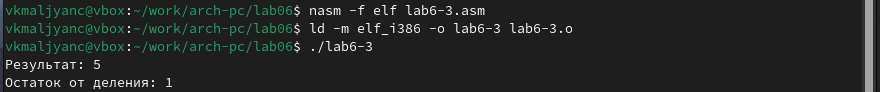 vkmaljyanc@vbox:~/work/arch-pc/lab06$ nasm -f elf lab6-3.asm
vkmaljyanc@vbox:~/work/arch-pc/lab06$ ld -m elf_i386 -o lab6-3 lab6-3.o
vkmaljyanc@vbox:~/work/arch-pc/lab06$ ./lab6-3
Результат: 5
Остаток от деления: 1